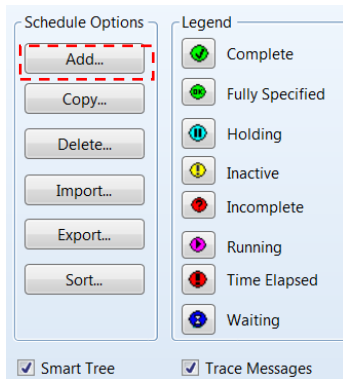 Schedule Options
Add...
Copy...
Delete...
Import...
Export...
Sort...
Legend
Complete
OK Fully Specified
Holding
Inactive
Incomplete
Running
Time Elapsed
Waiting
Smart Tree
Trace Messages